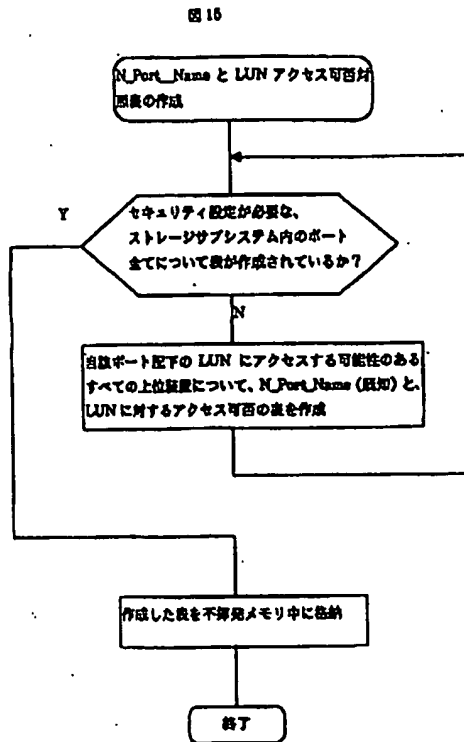 図 15
N_Port_Name と LUN アクセス可否対
照表の作成
セキュリティ設定が必要な、
ストレージサブシステム内のポート
全てについて表が作成されているか？
Y
N
当該ポート配下の LUN にアクセスする可能性のある
すべての上位装置について、N_Port_Name (既知) と、
LUN に対するアクセス可否の表を作成
作成した表を不揮発メモリ中に格納
終了